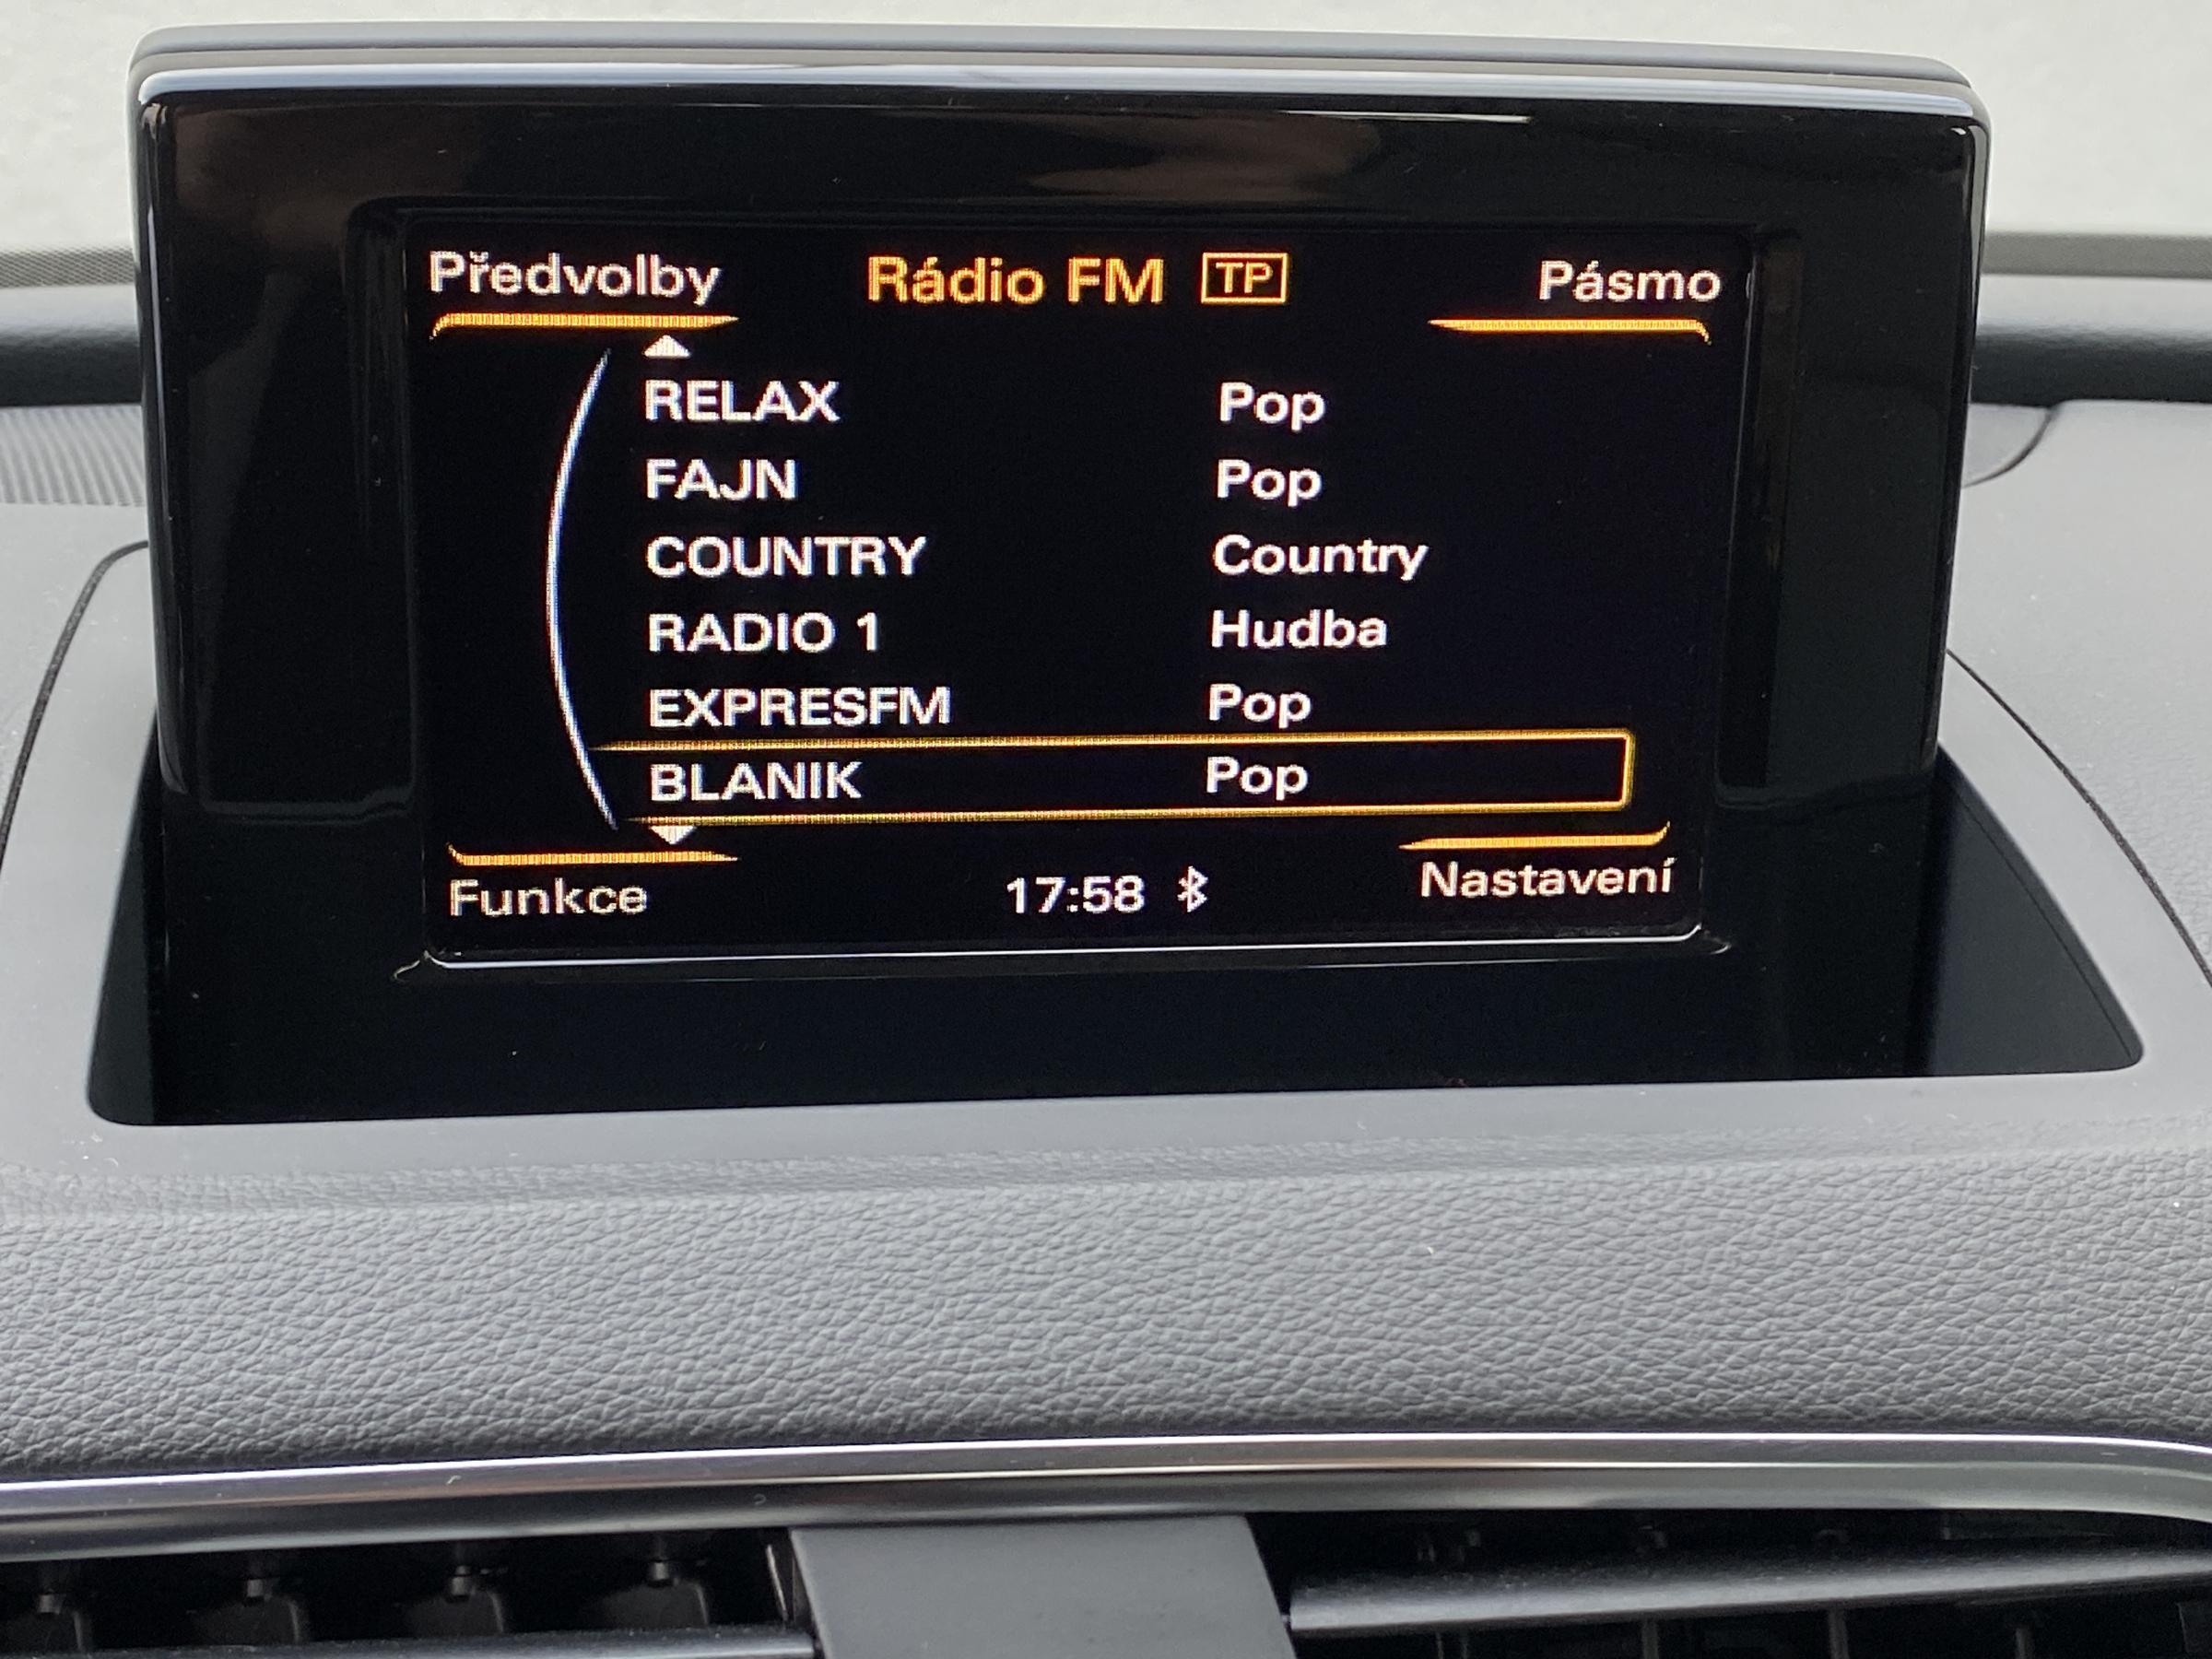 Předvolby Rádio FM TP Pásmo
RELAX Pop
FAJN Pop
COUNTRY Country
RADIO 1 Hudba
EXPRESFM Pop
BLANIK Pop
Funkce 17:58 Nastavení